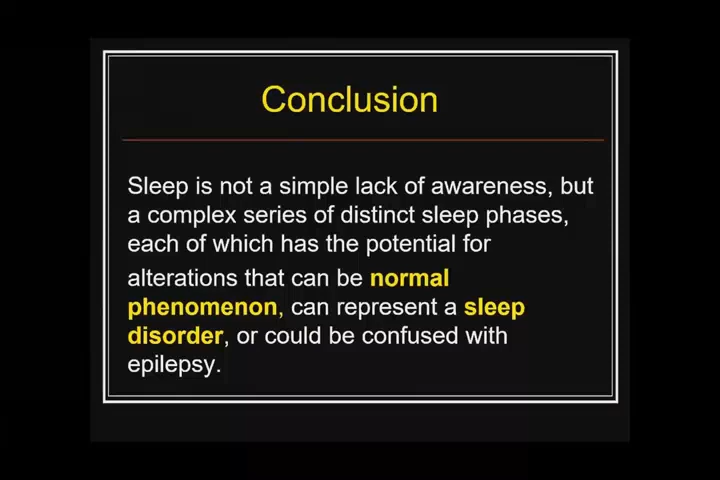 Conclusion
Sleep is not a simple lack of awareness, but
a complex series of distinct sleep phases,
each of which has the potential for
alterations that can be normal
phenomenon, can represent a sleep
disorder, or could be confused with
epilepsy.